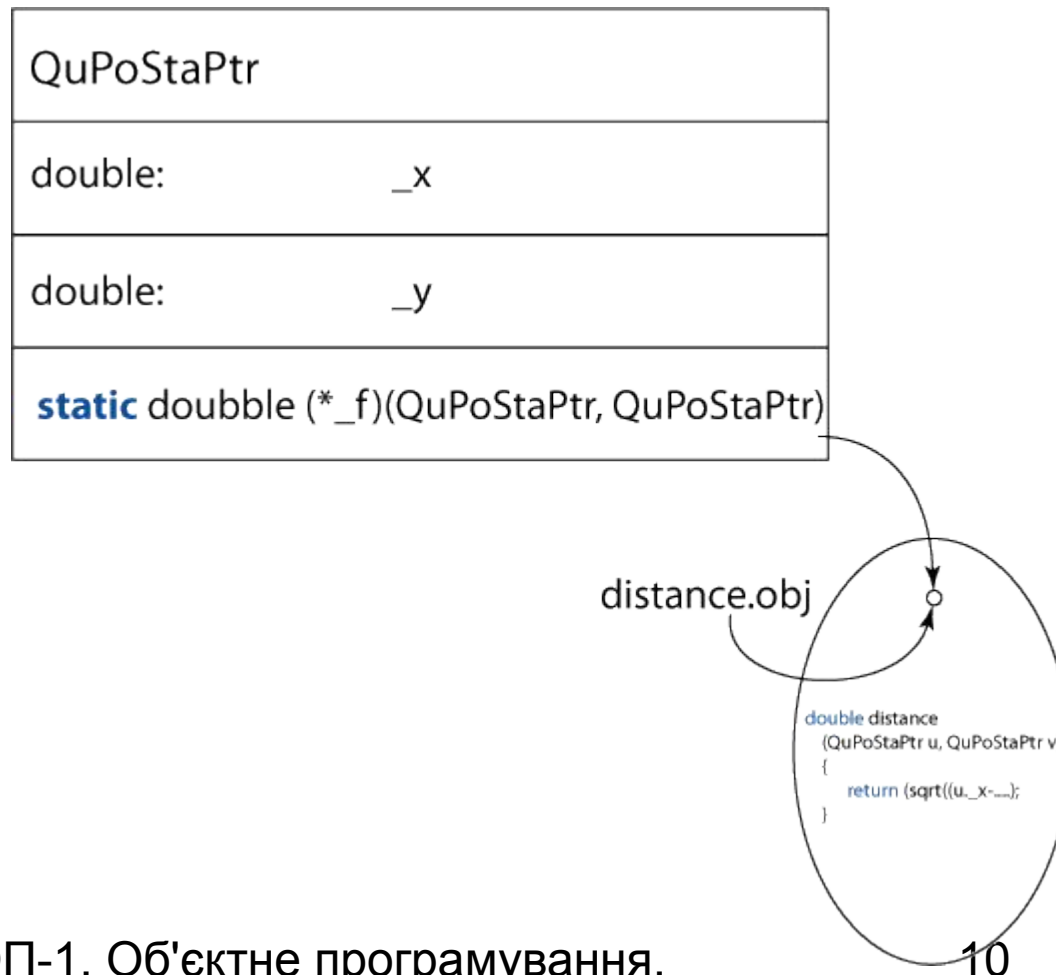 QuPoStaPtr
double: _x
double: _y
static doubble (*_f)(QuPoStaPtr, QuPoStaPtr)
distance.obj
double distance
(QuPoStaPtr u, QuPoStaPtr v
{
return (sqrt((u._x-....);
}
ОП-1. Об'єктне програмування. 10